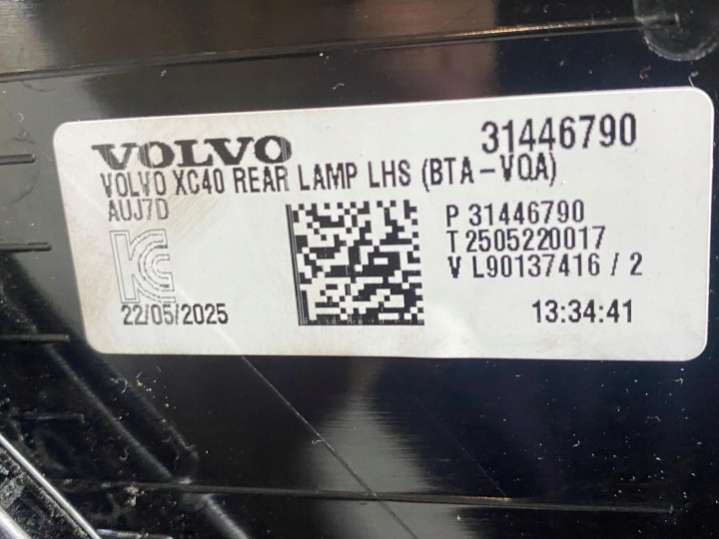 VOLVO 31446790
VOLVO XC40 REAR LAMP LHS (BTA-VQA)
AUJ7D
P 31446790
T 2505220017
V L90137416 / 2
22/05/2025
13:34:41